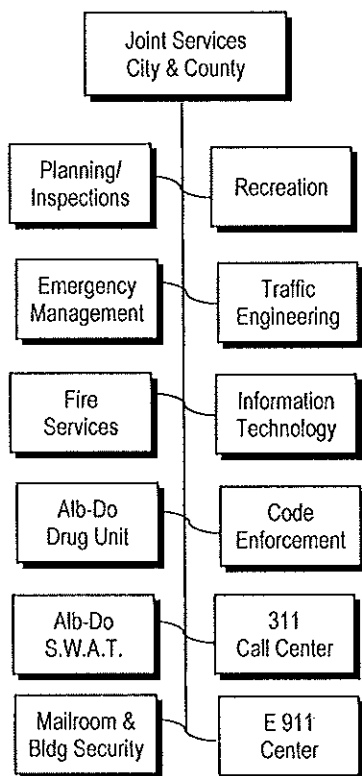 Joint Services
City & County
Planning/
Inspections
Recreation
Emergency
Management
Traffic
Engineering
Fire
Services
Information
Technology
Alb-Do
Drug Unit
Code
Enforcement
Alb-Do
S.W.A.T.
311
Call Center
Mailroom &
Bldg Security
E 911
Center